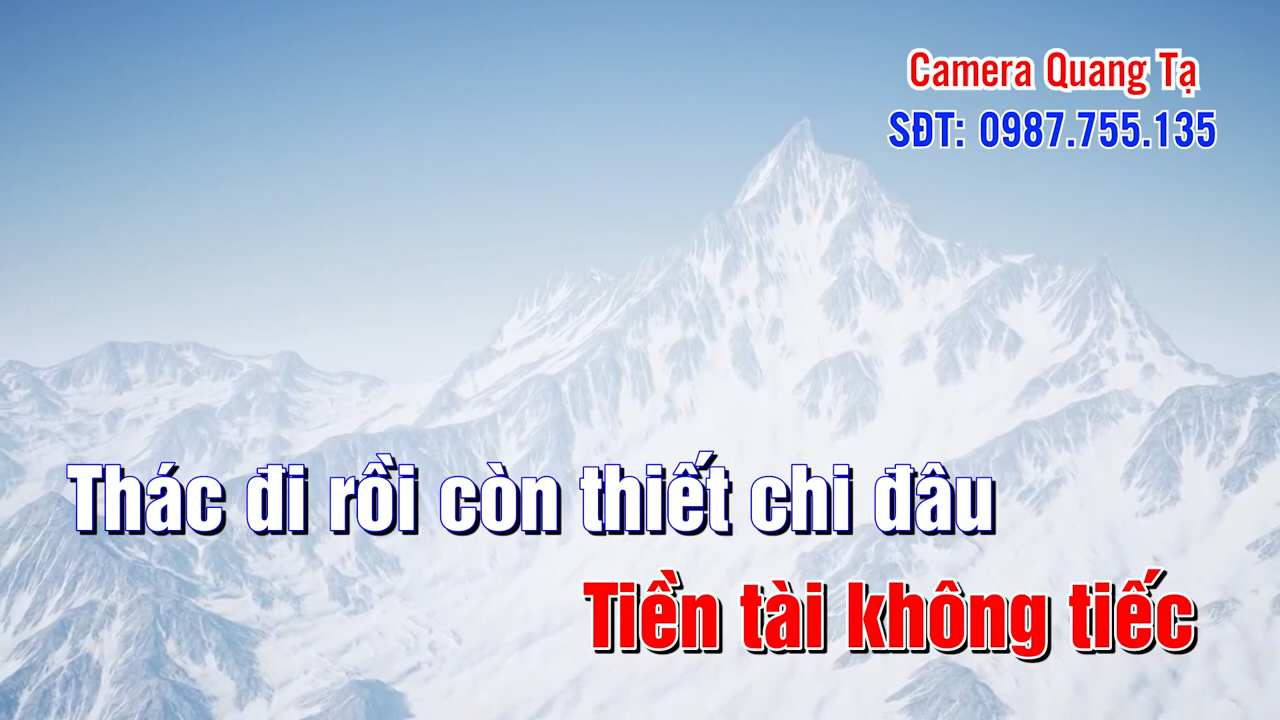 Camera Quang Tạ
SĐT: 0987.755.135
Thác đi rồi còn thiết chi đâu
Tiền tài không tiếc